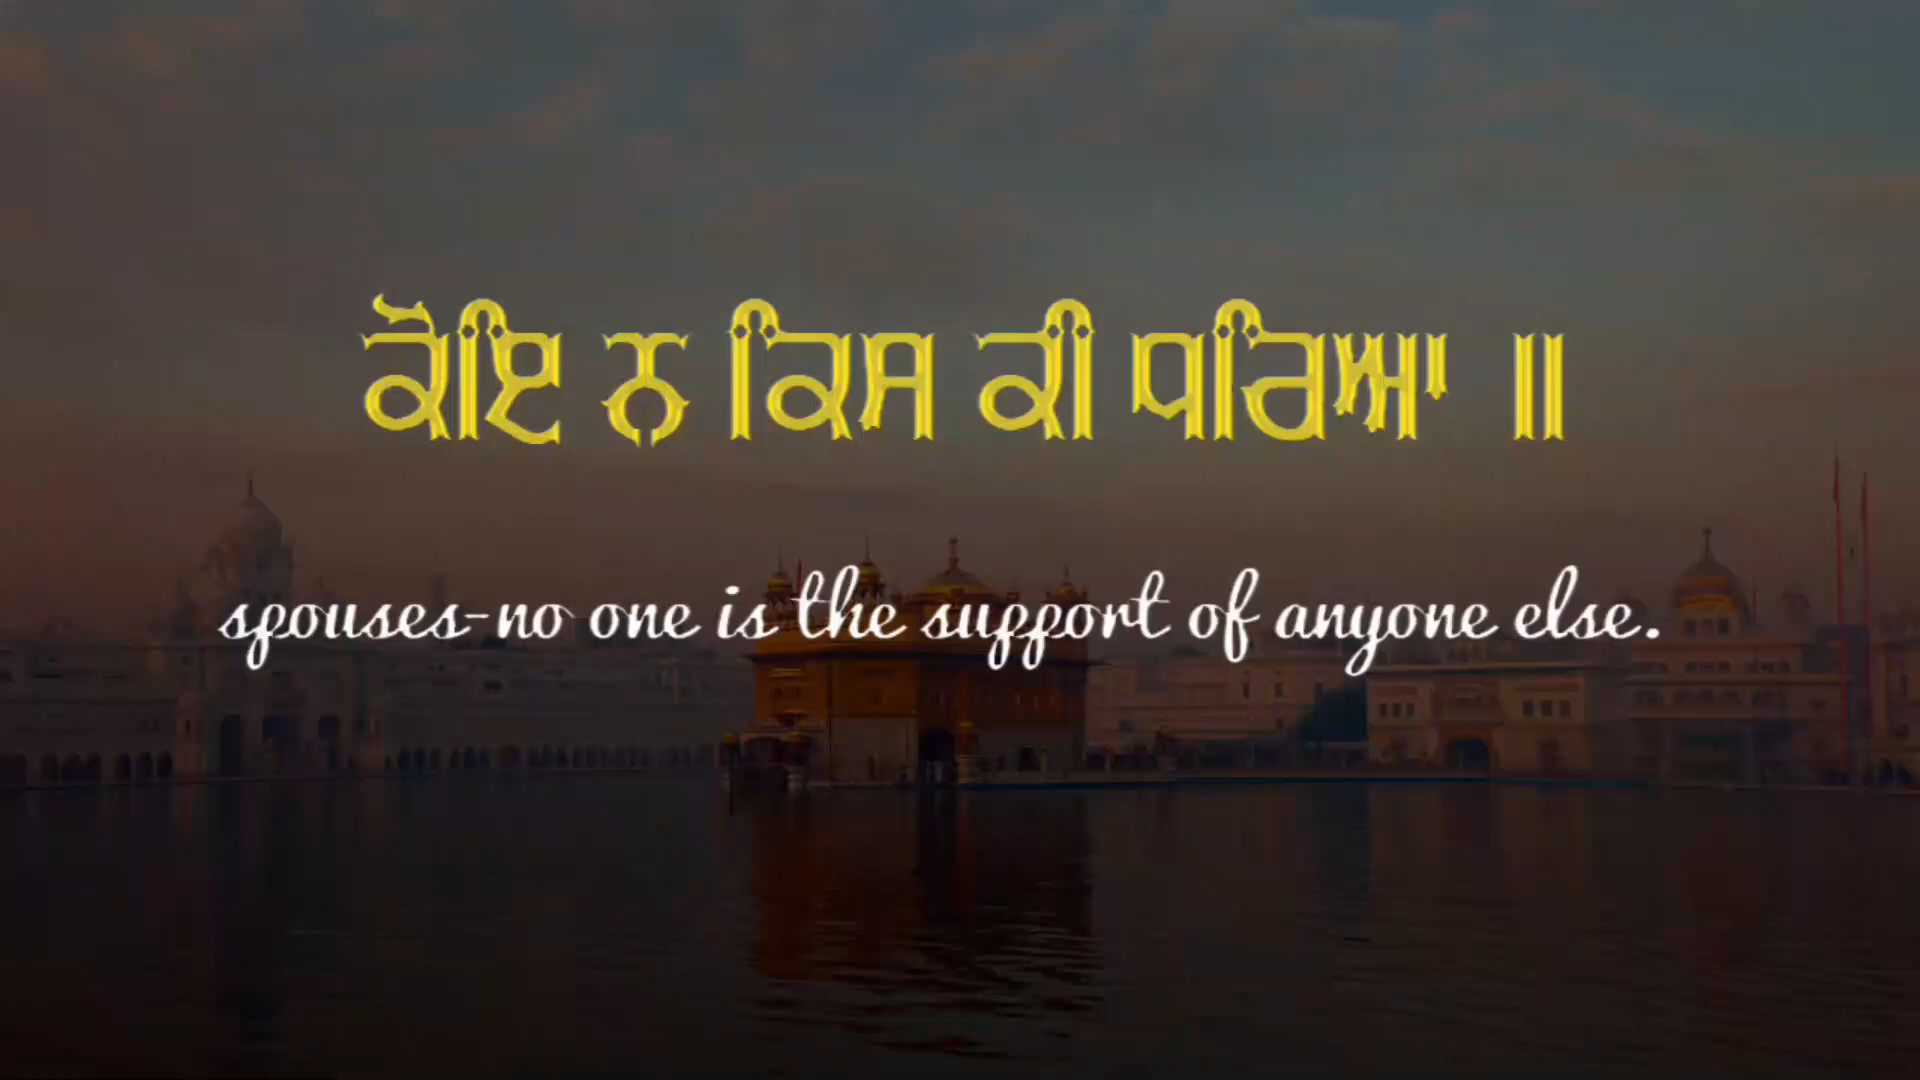 ਕੋਇ ਨ ਕਿਸ ਕੀ ਧਰਿਆ ॥
spouses-no one is the support of anyone else.